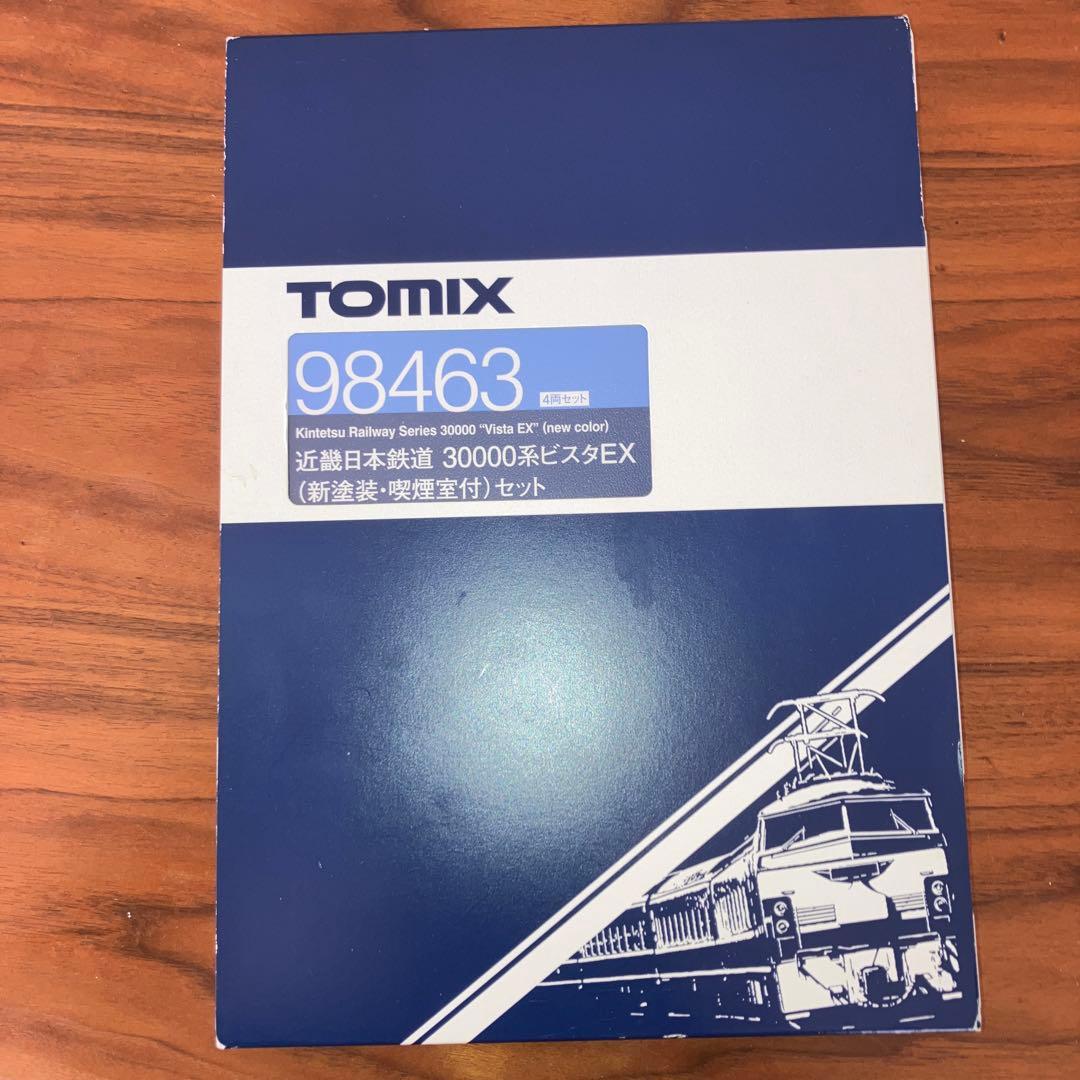 TOMIX
98463 4両セット
Kintetsu Railway Series 30000 “Vista EX” (new color)
近畿日本鉄道 30000系ビスタEX
(新塗装・喫煙室付)セット